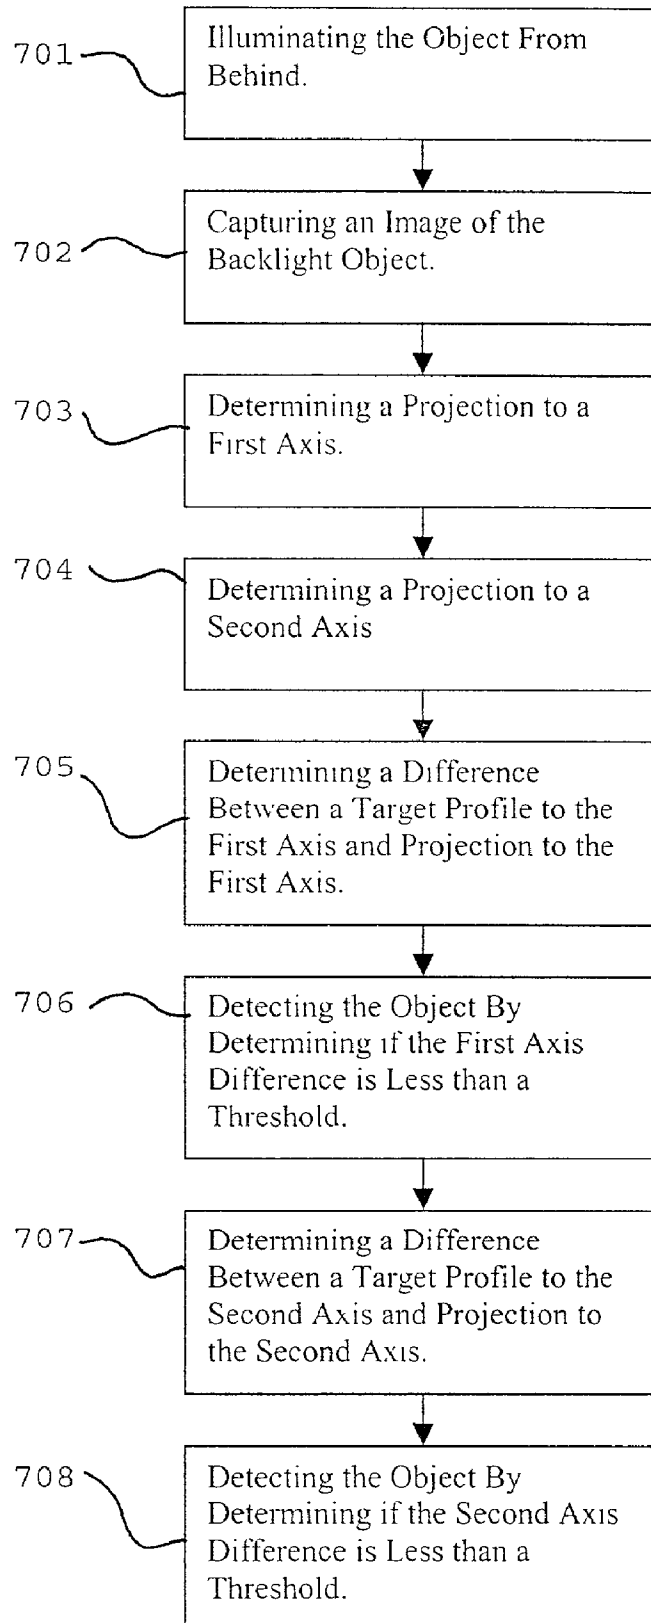 701
Illuminating the Object From
Behind.
702
Capturing an Image of the
Backlight Object.
703
Determining a Projection to a
First Axis.
704
Determining a Projection to a
Second Axis
705
Determining a Difference
Between a Target Profile to the
First Axis and Projection to the
First Axis.
706
Detecting the Object By
Determining if the First Axis
Difference is Less than a
Threshold.
707
Determining a Difference
Between a Target Profile to the
Second Axis and Projection to
the Second Axis.
708
Detecting the Object By
Determining if the Second Axis
Difference is Less than a
Threshold.